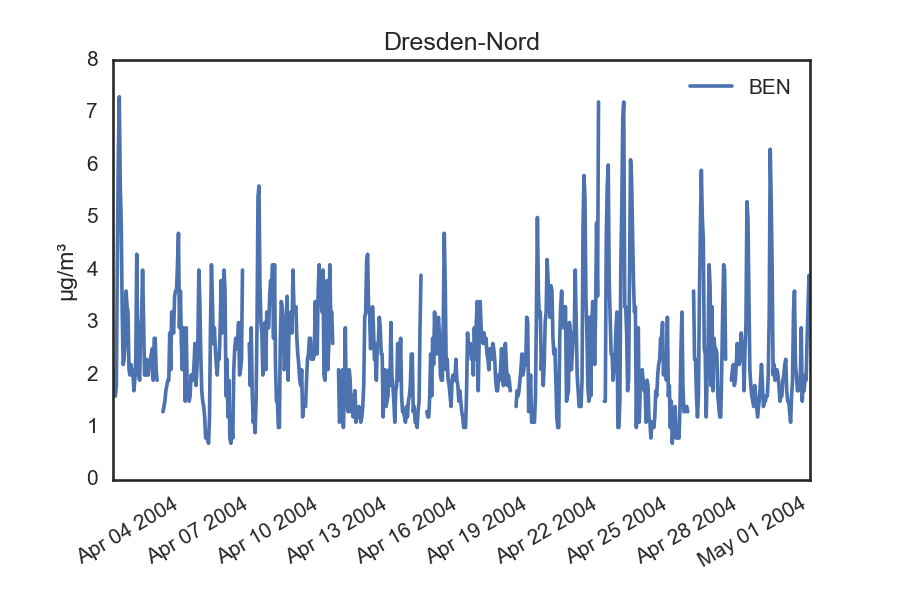 Dresden-Nord
8
7
6
5
4
3
2
1
0
µg/m³
BEN
Apr 04 2004
Apr 07 2004
Apr 10 2004
Apr 13 2004
Apr 16 2004
Apr 19 2004
Apr 22 2004
Apr 25 2004
Apr 28 2004
May 01 2004